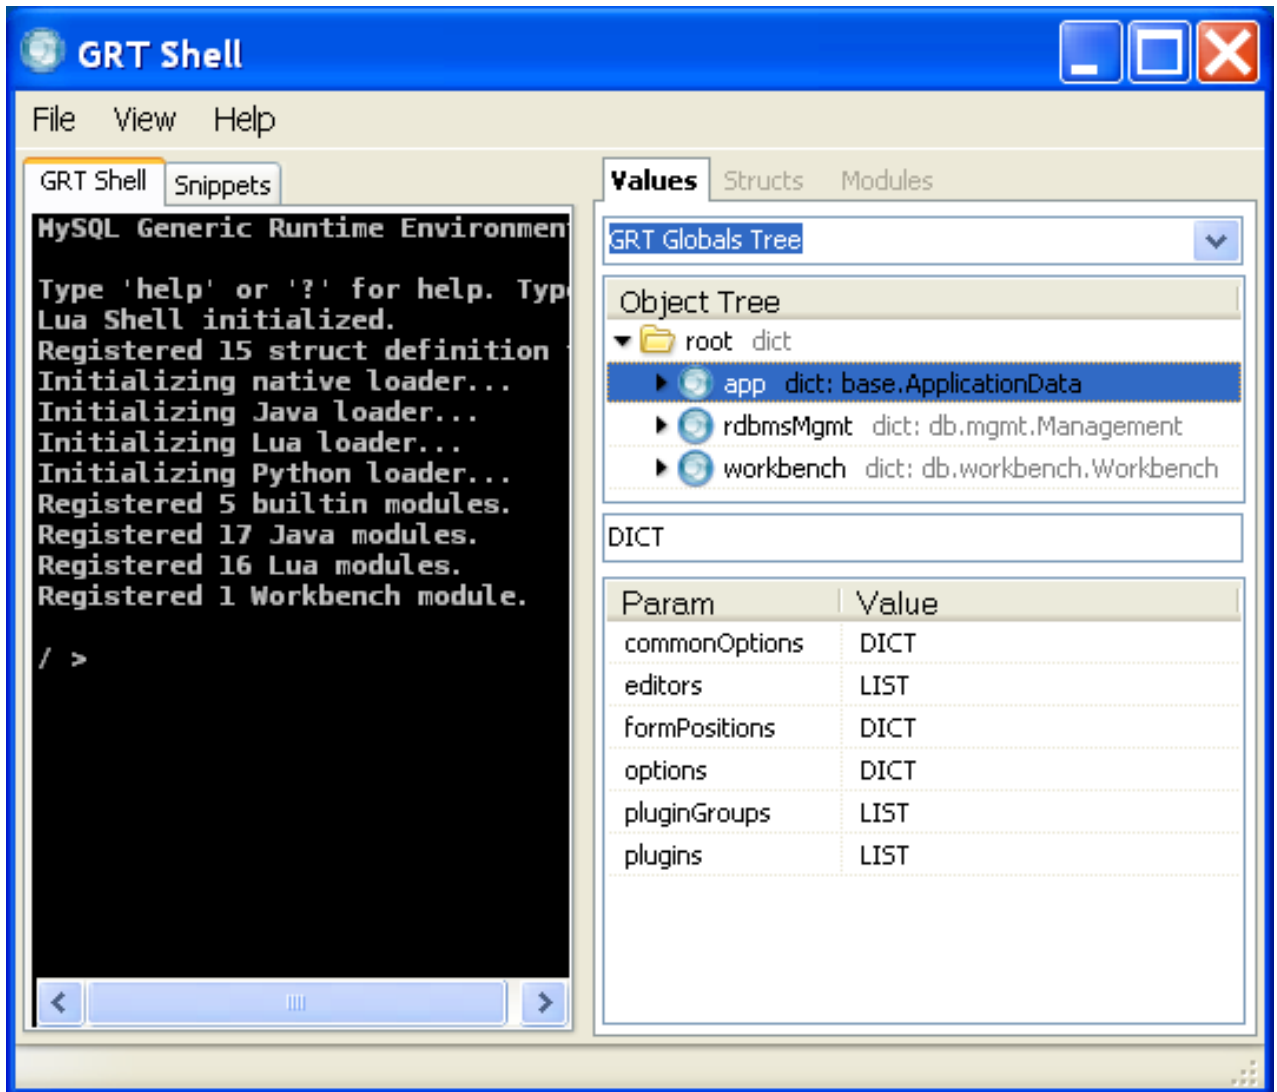 GRT Shell
File View Help
GRT Shell Snippets
MySQL Generic Runtime Environmen
Type 'help' or '?' for help. Typ
Lua Shell initialized.
Registered 15 struct definition
Initializing native loader...
Initializing Java loader...
Initializing Lua loader...
Initializing Python loader...
Registered 5 builtin modules.
Registered 17 Java modules.
Registered 16 Lua modules.
Registered 1 Workbench module.
/ >
Values Structs Modules
GRT Globals Tree
Object Tree
root dict
app dict: base.ApplicationData
rdbmsMgmt dict: db.mgmt.Management
workbench dict: db.workbench.Workbench
DICT
Param Value
commonOptions DICT
editors LIST
formPositions DICT
options DICT
pluginGroups LIST
plugins LIST